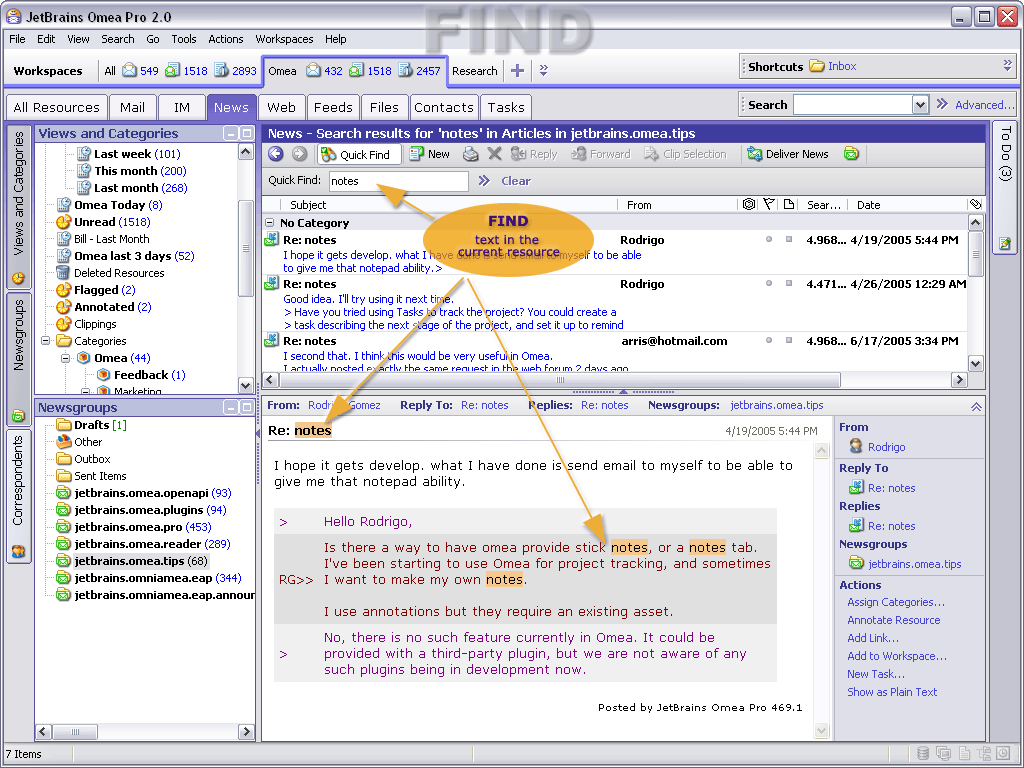 JetBrains Omea Pro 2.0
FIND
File Edit View Search Go Tools Actions Workspaces Help
Workspaces All 549 1518 2893 Omea 432 1518 2457 Research
Shortcuts Inbox
All Resources Mail IM News Web Feeds Files Contacts Tasks
Search Advanced...
Views and Categories
Newsgroups
Correspondents
Views and Categories
Last week (101)
This month (200)
Last month (268)
Omea Today (8)
Unread (1518)
Bill - Last Month
Omea last 3 days (52)
Deleted Resources
Flagged (2)
Annotated (2)
Clippings
Categories
Omea (44)
Feedback (1)
Marketing
Newsgroups
Drafts [1]
Other
Outbox
Sent Items
jetbrains.omea.openapi (93)
jetbrains.omea.plugins (94)
jetbrains.omea.pro (453)
jetbrains.omea.reader (289)
jetbrains.omea.tips (68)
jetbrains.omniamea.eap (344)
jetbrains.omniamea.eap.announ
News - Search results for 'notes' in Articles in jetbrains.omea.tips
Quick Find New Reply Forward Clip Selection Deliver News
Quick Find: notes Clear
Subject From Sear... Date
No Category
Re: notes Rodrigo 4.968... 4/19/2005 5:44 PM
I hope it gets develop. what I have done is send email to myself to be able
to give me that notepad ability.>
Re: notes Rodrigo 4.471... 4/26/2005 12:29 AM
Good idea. I'll try using it next time.
> Have you tried using Tasks to track the project? You could create a
> task describing the next stage of the project, and set it up to remind
Re: notes arris@hotmail.com 4.968... 6/17/2005 3:34 PM
I second that. I think this would be very useful in Omea.
I actually posted exactly the same request in the web forum 2 days ago
FIND
text in the
current resource
To Do (3)
From: Rodrigo Gomez Reply To: Re: notes Replies: Re: notes Newsgroups: jetbrains.omea.tips
Re: notes 4/19/2005 5:44 PM
I hope it gets develop. what I have done is send email to myself to be able to
give me that notepad ability.
> Hello Rodrigo,
Is there a way to have omea provide stick notes, or a notes tab.
I've been starting to use Omea for project tracking, and sometimes
RG>> I want to make my own notes.
I use annotations but they require an existing asset.
No, there is no such feature currently in Omea. It could be
> provided with a third-party plugin, but we are not aware of any
such plugins being in development now.
Posted by JetBrains Omea Pro 469.1
From
Rodrigo
Reply To
Re: notes
Replies
Re: notes
Newsgroups
jetbrains.omea.tips
Actions
Assign Categories...
Annotate Resource
Add Link...
Add to Workspace...
New Task...
Show as Plain Text
7 Items